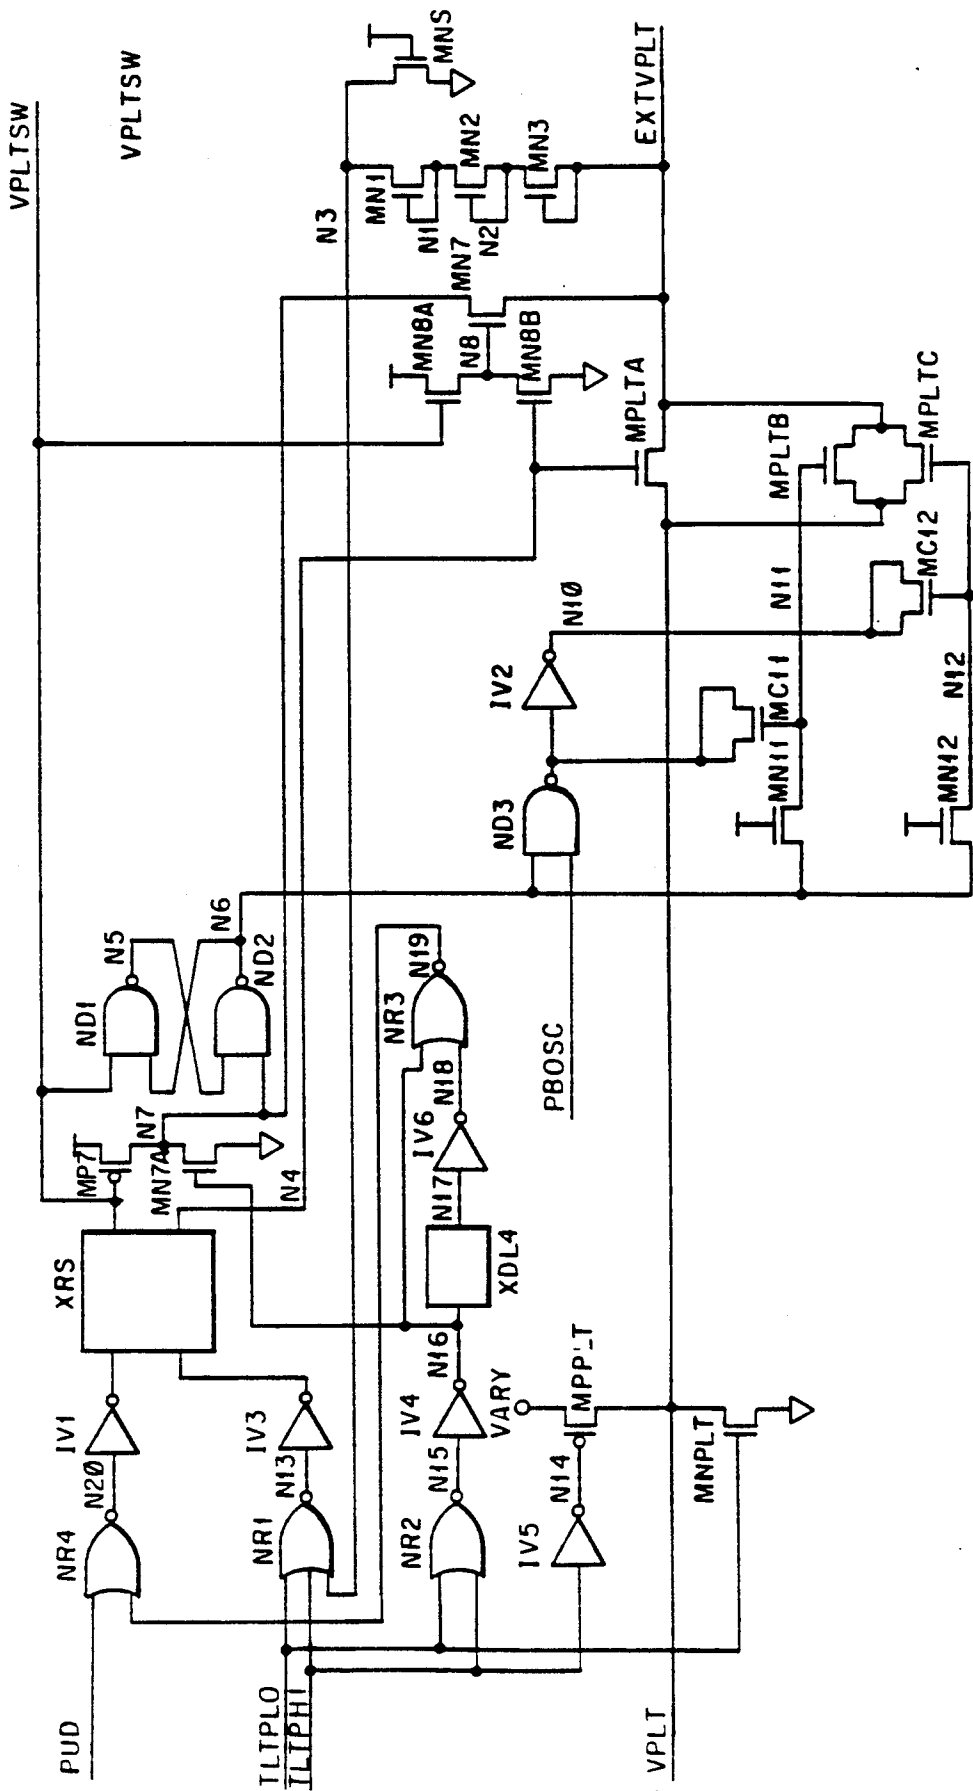 PUD
TLTPLO
TLTPHI
VPLT
NR4
N20
IV1
XRS
MP7
N7
MN7A
N4
ND1
N5
N6
ND2
VPLTSW
VPLTSW
NR1
N13
IV3
NR2
N15
IV4
N16
XDL4
N17
IV6
N18
NR3
N19
IV5
N14
VARY
MPPLT
MNPLT
PBOSC
ND3
IV2
N10
MN11
MC11
N11
MPLTB
MN12
N12
MC12
MPLTC
MPLTA
MN8A
N8
MN8B
MN7
N3
MN1
N1
MN2
N2
MN3
MNS
EXTVPLT